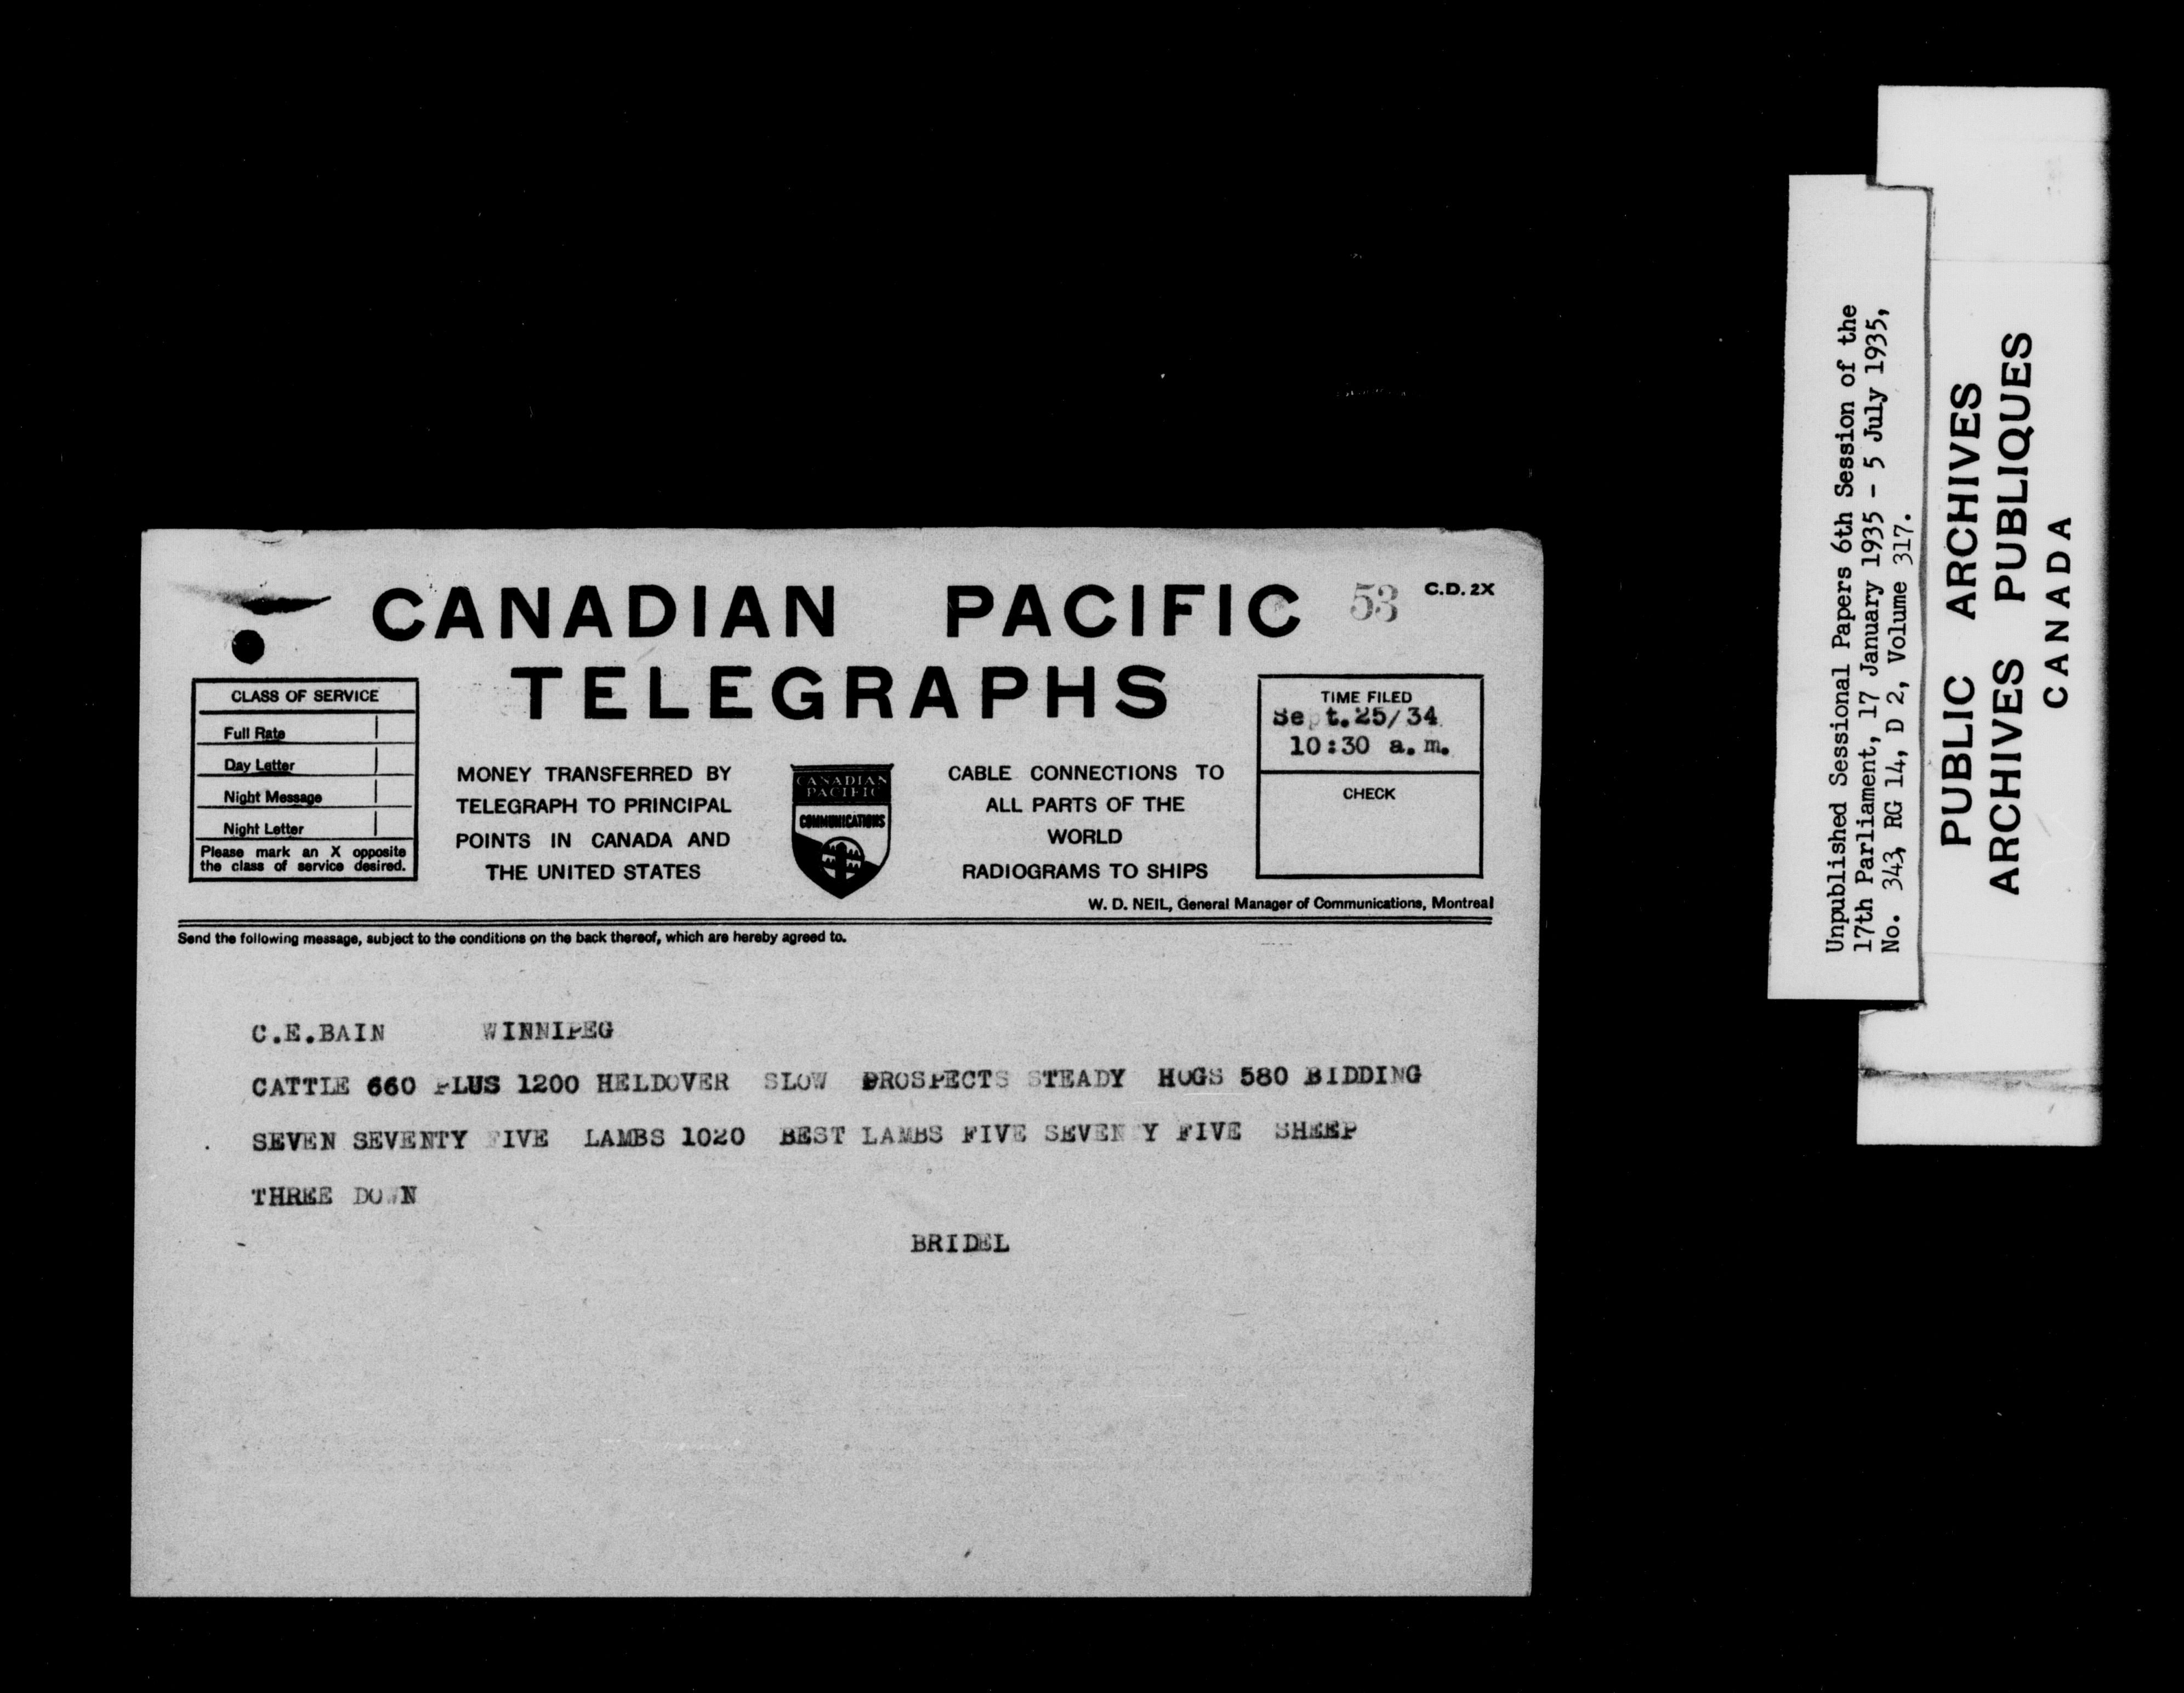 CANADIAN PACIFIC 53 C.D. 2X
TELEGRAPHS
CLASS OF SERVICE
Full Rate
Day Letter
Night Message
Night Letter
Please mark an X opposite
the class of service desired.
MONEY TRANSFERRED BY
TELEGRAPH TO PRINCIPAL
POINTS IN CANADA AND
THE UNITED STATES
CANADIAN
PACIFIC
COMMUNICATIONS
CABLE CONNECTIONS TO
ALL PARTS OF THE
WORLD
RADIOGRAMS TO SHIPS
TIME FILED
Sept.25/34
10:30 a.m.
CHECK
W. D. NEIL, General Manager of Communications, Montreal
Send the following message, subject to the conditions on the back thereof, which are hereby agreed to.
C.E.BAIN WINNIPEG
CATTLE 660 PLUS 1200 HELDOVER SLOW PROSPECTS STEADY HOGS 580 BIDDING
SEVEN SEVENTY FIVE LAMBS 1020 BEST LAMBS FIVE SEVENTY FIVE SHEEP
THREE DOWN
BRIDEL
Unpublished Sessional Papers 6th Session of the
17th Parliament, 17 January 1935 - 5 July 1935,
No. 343, RG 14, D 2, Volume 317.
PUBLIC ARCHIVES
ARCHIVES PUBLIQUES
CANADA